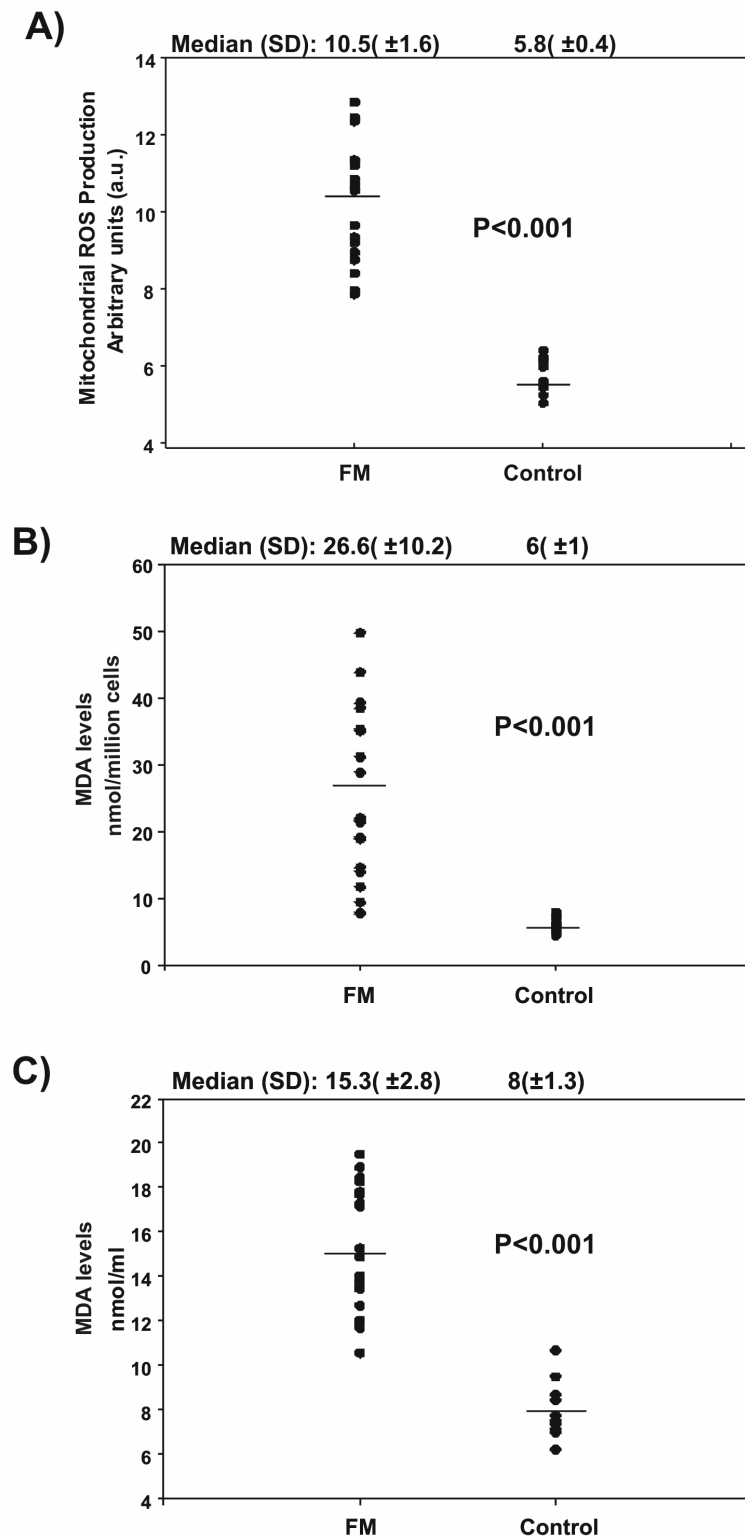 A)
Median (SD): 10.5( ±1.6) 5.8( ±0.4)
Mitochondrial ROS Production
Arbitrary units (a.u.)
14
12
10
8
6
4
P<0.001
FM Control
B)
Median (SD): 26.6( ±10.2) 6( ±1)
MDA levels
nmol/million cells
60
50
40
30
20
10
0
P<0.001
FM Control
C)
Median (SD): 15.3( ±2.8) 8(±1.3)
MDA levels
nmol/ml
22
20
18
16
14
12
10
8
6
4
P<0.001
FM Control